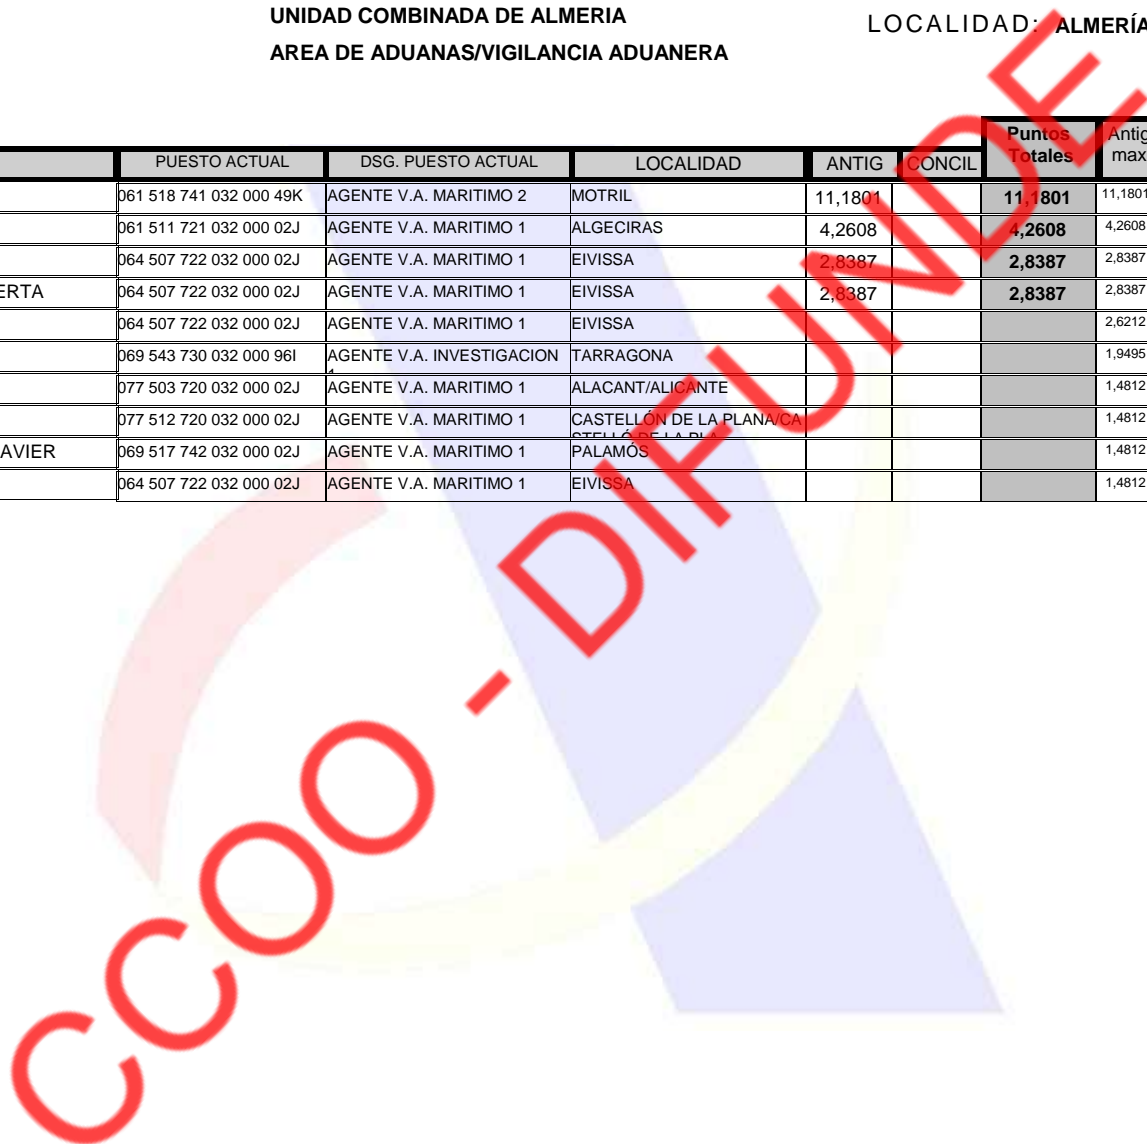 UNIDAD COMBINADA DE ALMERIA
LOCALIDAD: ALMERÍA
AREA DE ADUANAS/VIGILANCIA ADUANERA
PUESTO ACTUAL DSG. PUESTO ACTUAL LOCALIDAD ANTIG CONCIL Puntos Totales Antig max
061 518 741 032 000 49K AGENTE V.A. MARITIMO 2 MOTRIL 11,1801 11,1801 11,1801
061 511 721 032 000 02J AGENTE V.A. MARITIMO 1 ALGECIRAS 4,2608 4,2608 4,2608
064 507 722 032 000 02J AGENTE V.A. MARITIMO 1 EIVISSA 2,8387 2,8387 2,8387
ERTA 064 507 722 032 000 02J AGENTE V.A. MARITIMO 1 EIVISSA 2,8387 2,8387 2,8387
064 507 722 032 000 02J AGENTE V.A. MARITIMO 1 EIVISSA 2,6212
069 543 730 032 000 96I AGENTE V.A. INVESTIGACION TARRAGONA 1,9495
077 503 720 032 000 02J AGENTE V.A. MARITIMO 1 ALACANT/ALICANTE 1,4812
077 512 720 032 000 02J AGENTE V.A. MARITIMO 1 CASTELLÓN DE LA PLANA/CA 1,4812
STELLÓ DE LA PLA
AVIER 069 517 742 032 000 02J AGENTE V.A. MARITIMO 1 PALAMÓS 1,4812
064 507 722 032 000 02J AGENTE V.A. MARITIMO 1 EIVISSA 1,4812
CCOO - DIFUNDE